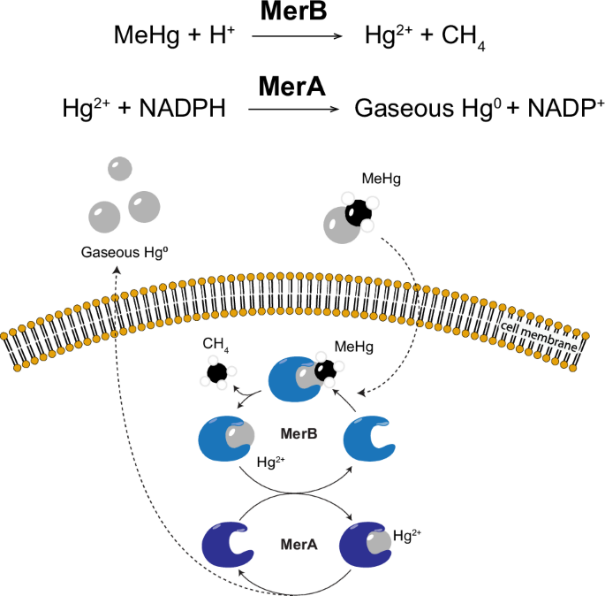 MerB
MeHg + H⁺ → Hg²⁺ + CH₄
MerA
Hg²⁺ + NADPH → Gaseous Hg⁰ + NADP⁺
MeHg
Gaseous Hg⁰
cell membrane
CH₄
MeHg
MerB
Hg²⁺
MerA
Hg²⁺